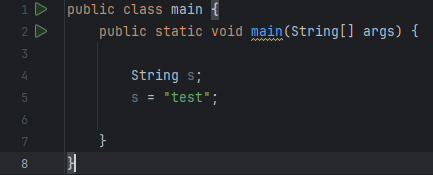 1 public class main {
2 public static void main(String[] args) {
3
4 String s;
5 s = "test";
6
7 }
8 }